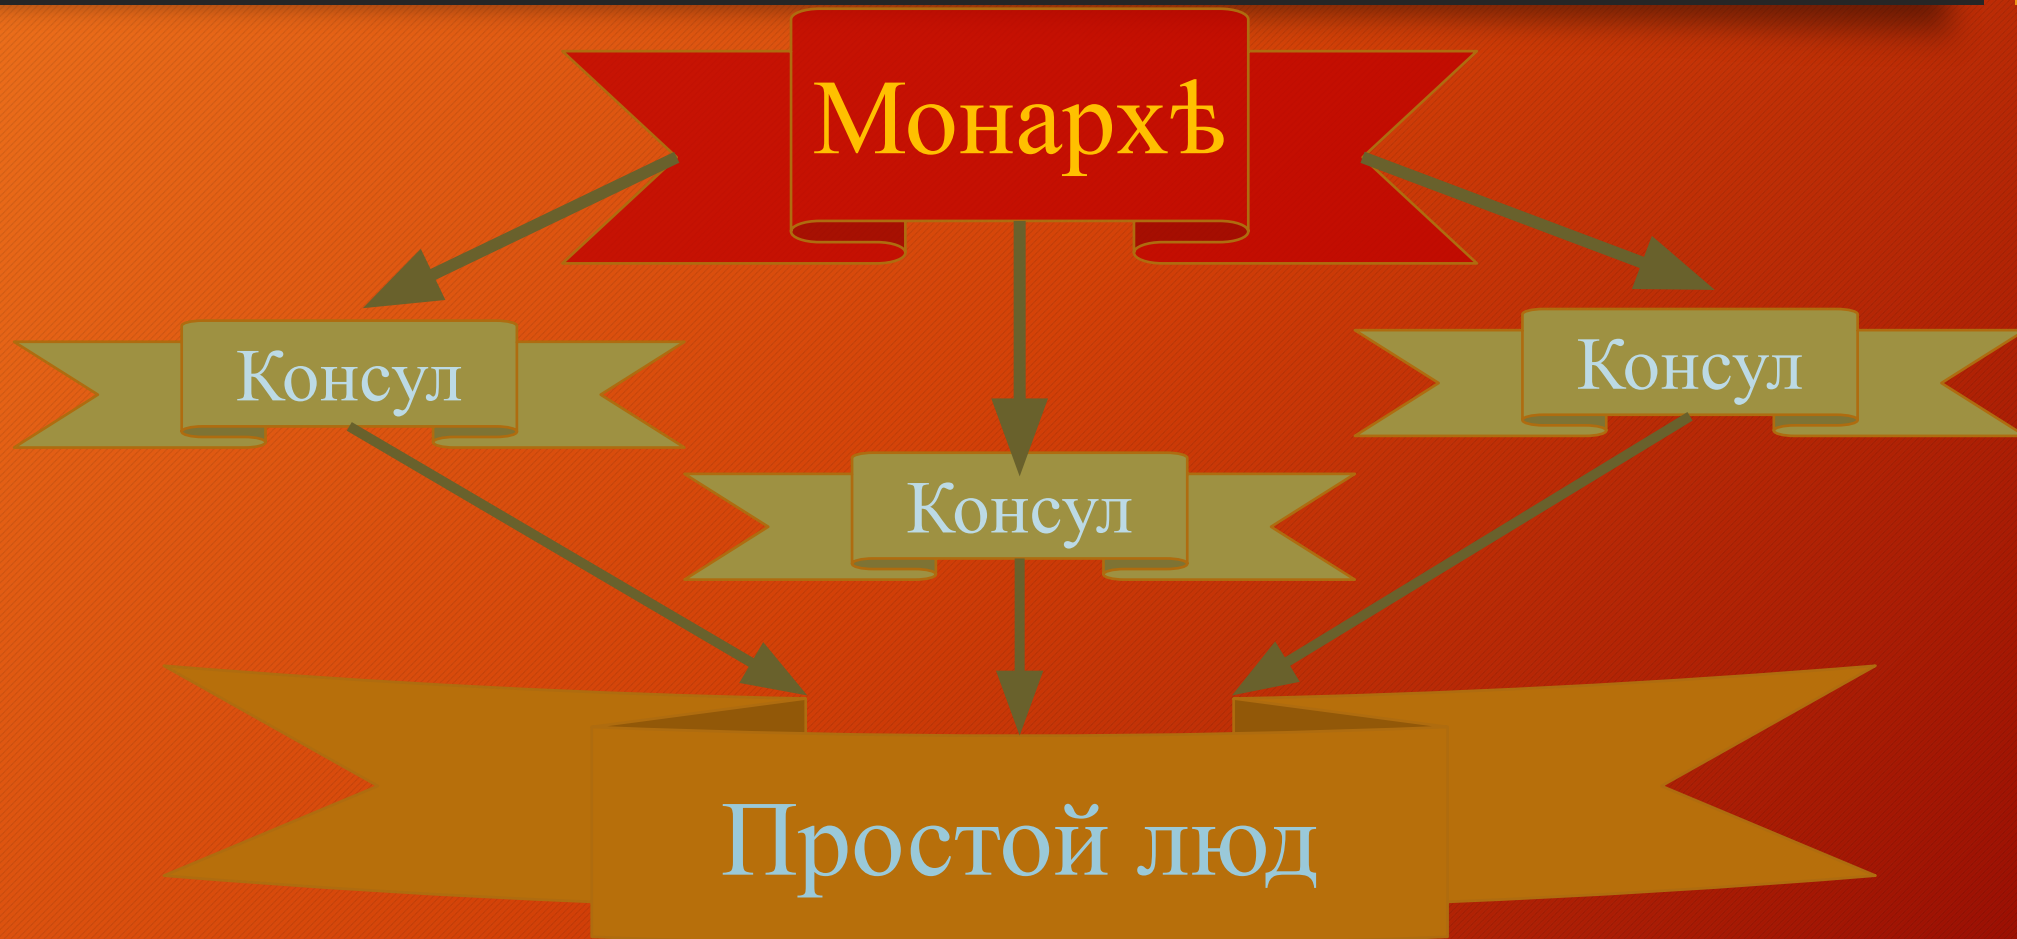 Монархѣ
Консул
Консул
Консул
Простой люд